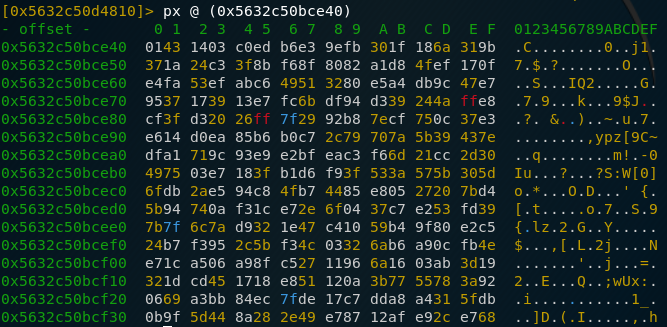 [0x5632c50d4810]> px @ (0x5632c50bce40)
- offset -       0 1  2 3  4 5  6 7  8 9  A B  C D  E F  0123456789ABCDEF
0x5632c50bce40  0143 1403 c0ed b6e3 9efb 301f 186a 319b  .C........0..j1.
0x5632c50bce50  371a 24c3 3f8b f68f 8082 a1d8 4fef 170f  7.$.?.......O...
0x5632c50bce60  e4fa 53ef abc6 4951 3280 e5a4 db9c 47e7  ..S...IQ2.....G.
0x5632c50bce70  9537 1739 13e7 fc6b df94 d339 244a ffe8  .7.9...k...9$J..
0x5632c50bce80  cf3f d320 26ff 7f29 92b8 7ecf 750c 37e3  .?. &..)..~.u.7.
0x5632c50bce90  e614 d0ea 85b6 b0c7 2c79 707a 5b39 437e  ........,ypz[9C~
0x5632c50bcea0  dfa1 719c 93e9 e2bf eac3 f66d 21cc 2d30  ..q........m!.-0
0x5632c50bceb0  4975 03e7 183f b1d6 f93f 533a 575b 305d  Iu...?...?S:W[0]
0x5632c50bcec0  6fdb 2ae5 94c8 4fb7 4485 e805 2720 7bd4  o.*...O.D...' {.
0x5632c50bced0  5b94 740a f31c e72e 6f04 37c7 e253 fd39  [.t.....o.7..S.9
0x5632c50bcee0  7b7f 6c7a d932 1e47 c410 59b4 9f80 e2c5  {.lz.2.G..Y.....
0x5632c50bcef0  24b7 f395 2c5b f34c 0332 6ab6 a90c fb4e  $...,[.L.2j....N
0x5632c50bcf00  e71c a506 a98f c527 1196 6a16 03ab 3d19  .......'..j...=.
0x5632c50bcf10  321d cd45 1718 e851 120a 3b77 5578 3a92  2..E...Q..;wUx:.
0x5632c50bcf20  0669 a3bb 84ec 7fde 17c7 dda8 a431 5fdb  .i...........1_.
0x5632c50bcf30  0b9f 5d44 8a28 2e49 e787 12af e92c e768  ..]D.(.I.....,.h